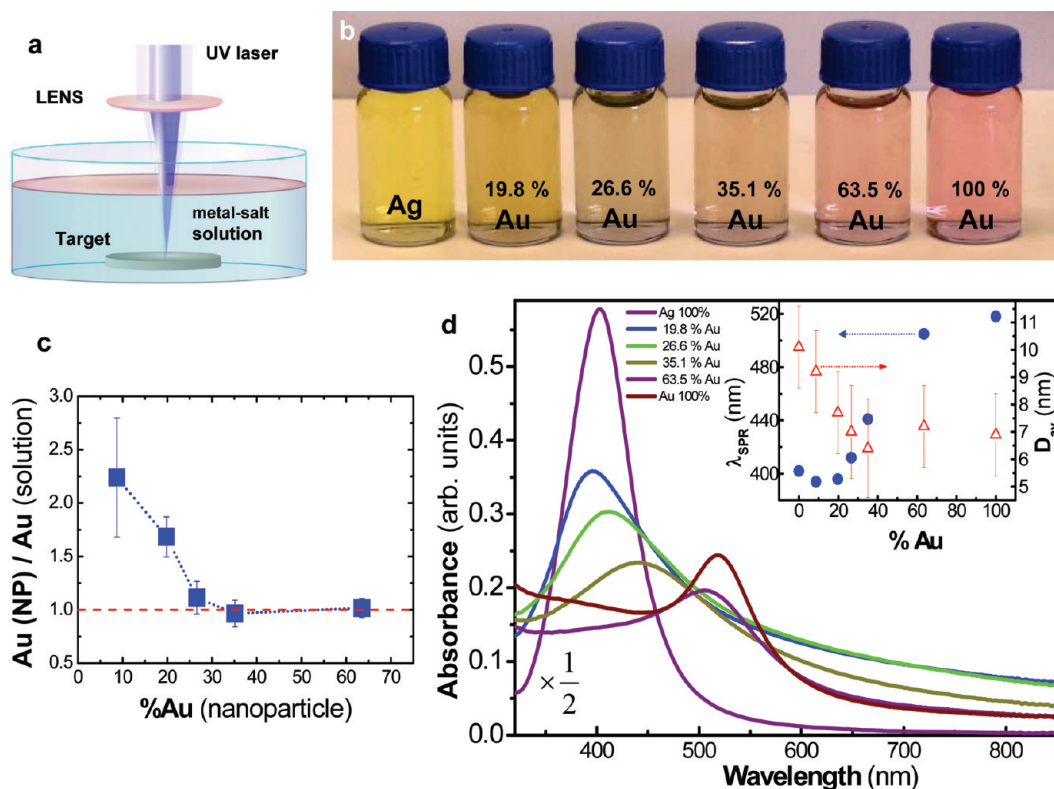 a
UV laser
LENS
metal-salt
solution
Target
b
Ag
19.8 %
Au
26.6 %
Au
35.1 %
Au
63.5 %
Au
100 %
Au
c
Au (NP) / Au (solution)
3.0
2.5
2.0
1.5
1.0
0.5
0 10 20 30 40 50 60 70
%Au (nanoparticle)
d
Absorbance (arb. units)
0.5
0.4
0.3
0.2
0.1
0.0
400 500 600 700 800
Wavelength (nm)
× 1/2
Ag 100%
19.8 % Au
26.6 % Au
35.1 % Au
63.5 % Au
Au 100%
λSPR (nm)
520
480
440
400
0 20 40 60 80 100
% Au
11
10
9
8
7
6
5
(nm)